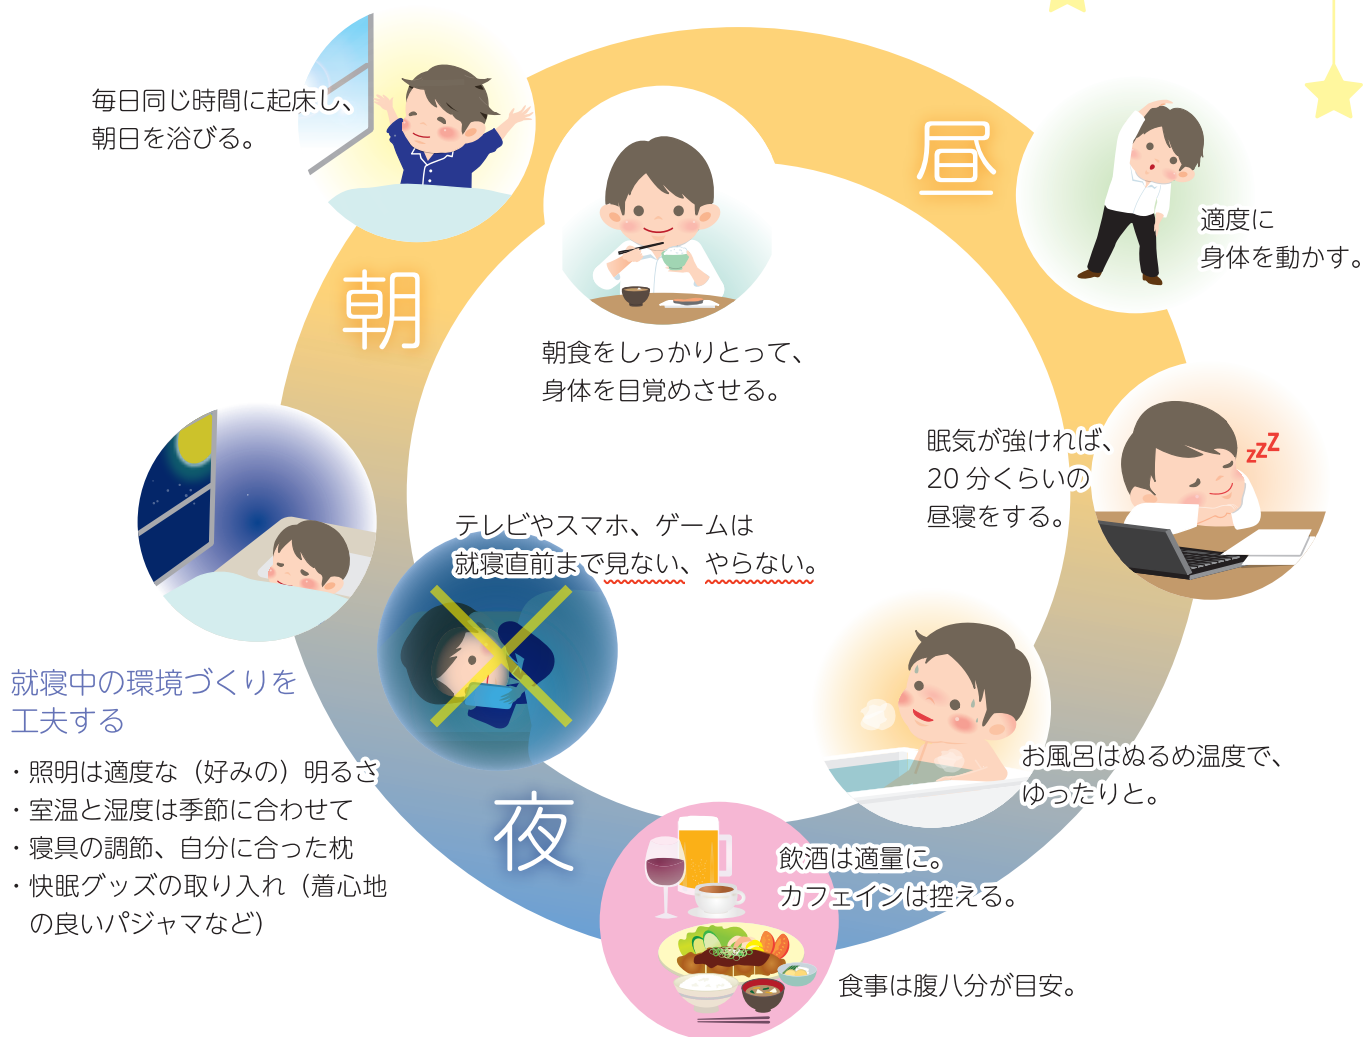 毎日同じ時間に起床し、
朝日を浴びる。
朝
朝食をしっかりとって、
身体を目覚めさせる。
昼
適度に
身体を動かす。
眠気が強ければ、
20 分くらいの
昼寝をする。
zzZ
お風呂はぬるめ温度で、
ゆったりと。
飲酒は適量に。
カフェインは控える。
食事は腹八分が目安。
夜
テレビやスマホ、ゲームは
就寝直前まで見ない、やらない。
就寝中の環境づくりを
工夫する
・照明は適度な（好みの）明るさ
・室温と湿度は季節に合わせて
・寝具の調節、自分に合った枕
・快眠グッズの取り入れ（着心地
の良いパジャマなど）